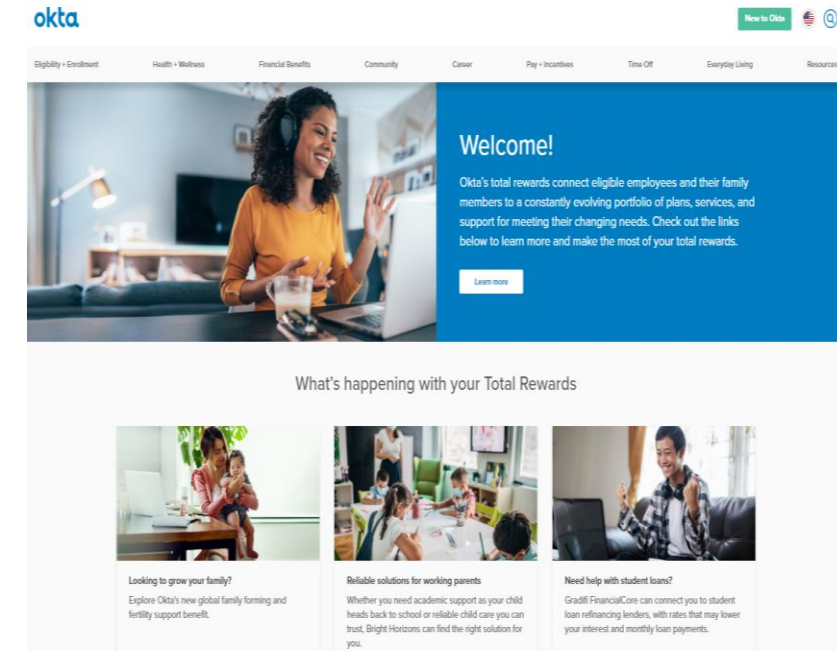 okta
New to Okta
Eligibility + Enrollment
Health + Wellness
Financial Benefits
Community
Career
Pay + Incentives
Time Off
Everyday Living
Resources
Welcome!
Okta's total rewards connect eligible employees and their family
members to a constantly evolving portfolio of plans, services, and
support for meeting their changing needs. Check out the links
below to learn more and make the most of your total rewards.
Learn more
What's happening with your Total Rewards
Looking to grow your family?
Explore Okta's new global family forming and
fertility support benefit.
Reliable solutions for working parents
Whether you need academic support as your child
heads back to school or reliable child care you can
trust, Bright Horizons can find the right solution for
you.
Need help with student loans?
Gradifi FinancialCore can connect you to student
loan refinancing lenders, with rates that may lower
your interest and monthly loan payments.